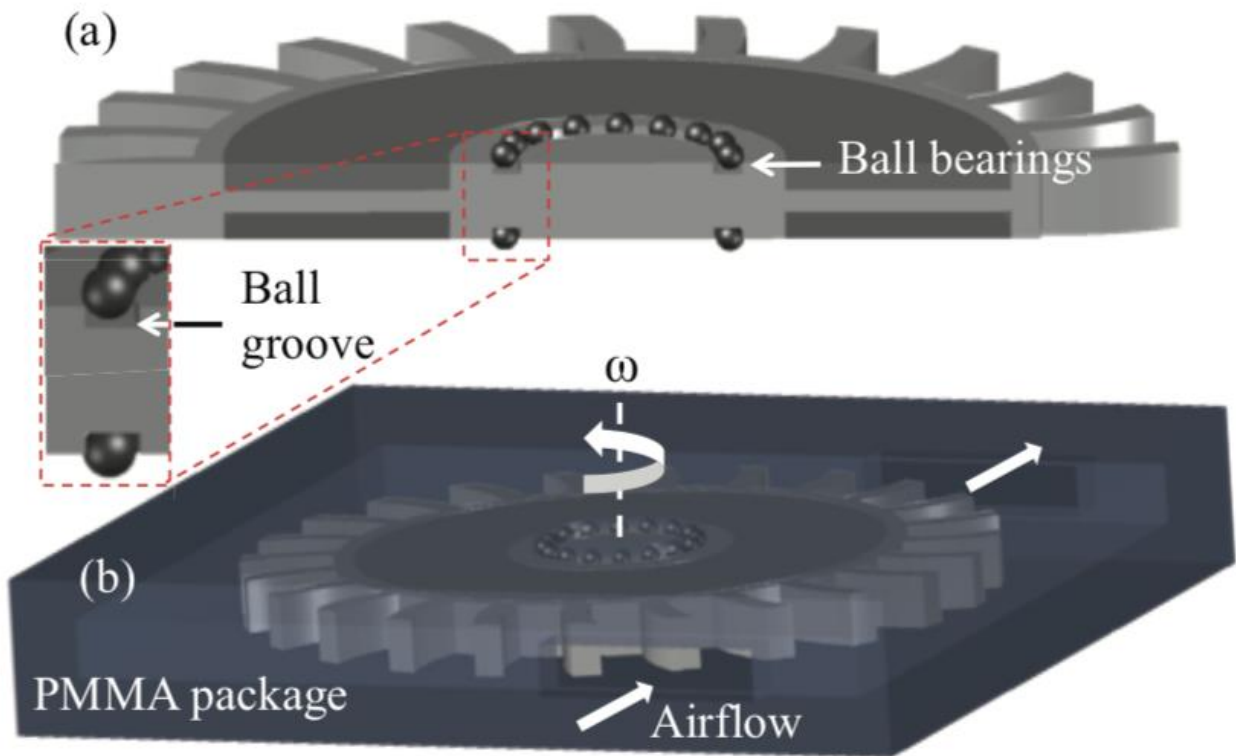 (a)
Ball bearings
Ball
groove
ω
(b)
PMMA package
Airflow